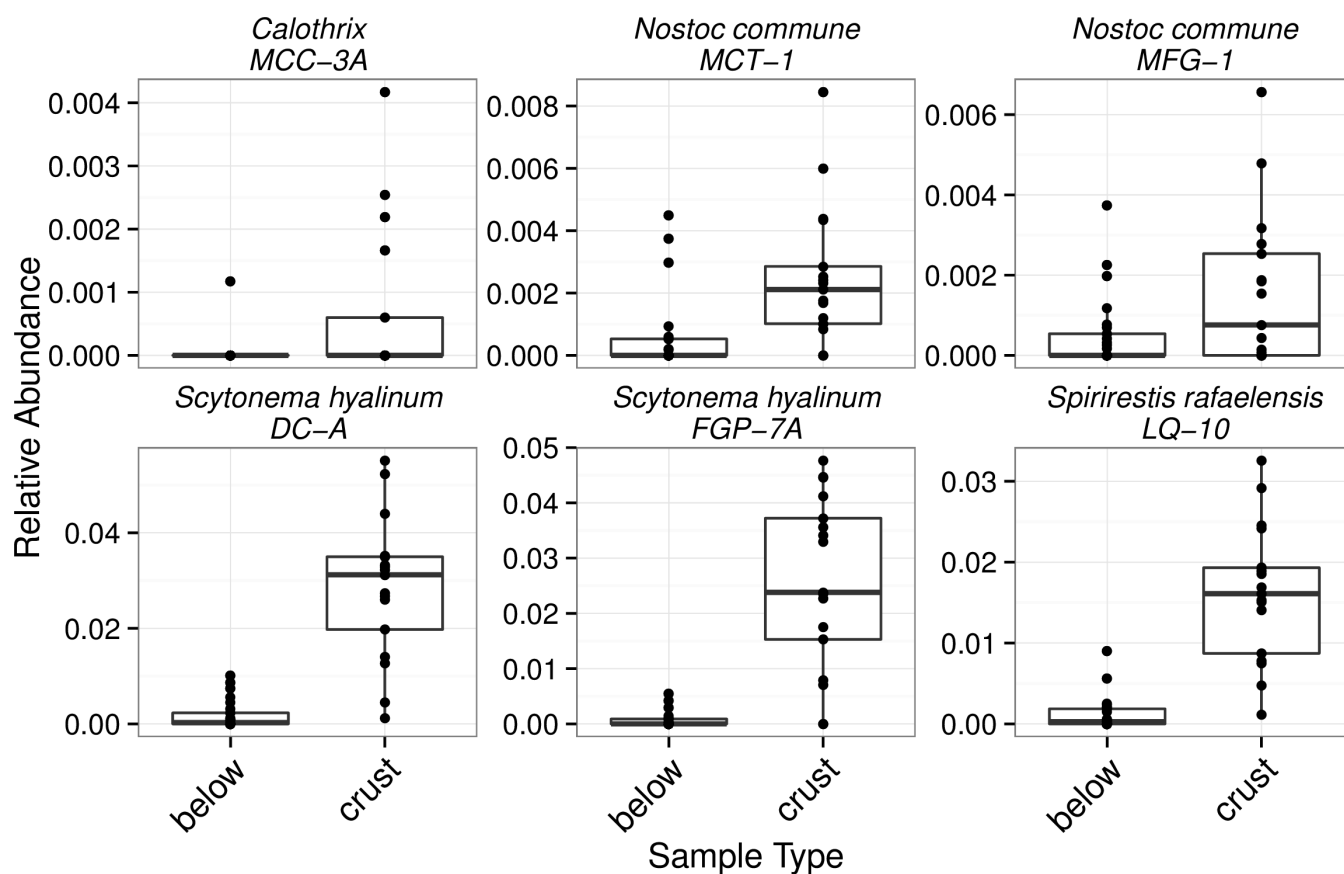 Calothrix
MCC−3A
Nostoc commune
MCT−1
Nostoc commune
MFG−1
0.004
0.003
0.002
0.001
0.000
0.008
0.006
0.004
0.002
0.000
0.006
0.004
0.002
0.000
Relative Abundance
Scytonema hyalinum
DC−A
Scytonema hyalinum
FGP−7A
Spirirestis rafaelensis
LQ−10
0.04
0.02
0.00
0.05
0.04
0.03
0.02
0.01
0.00
0.03
0.02
0.01
0.00
below
crust
below
crust
below
crust
Sample Type